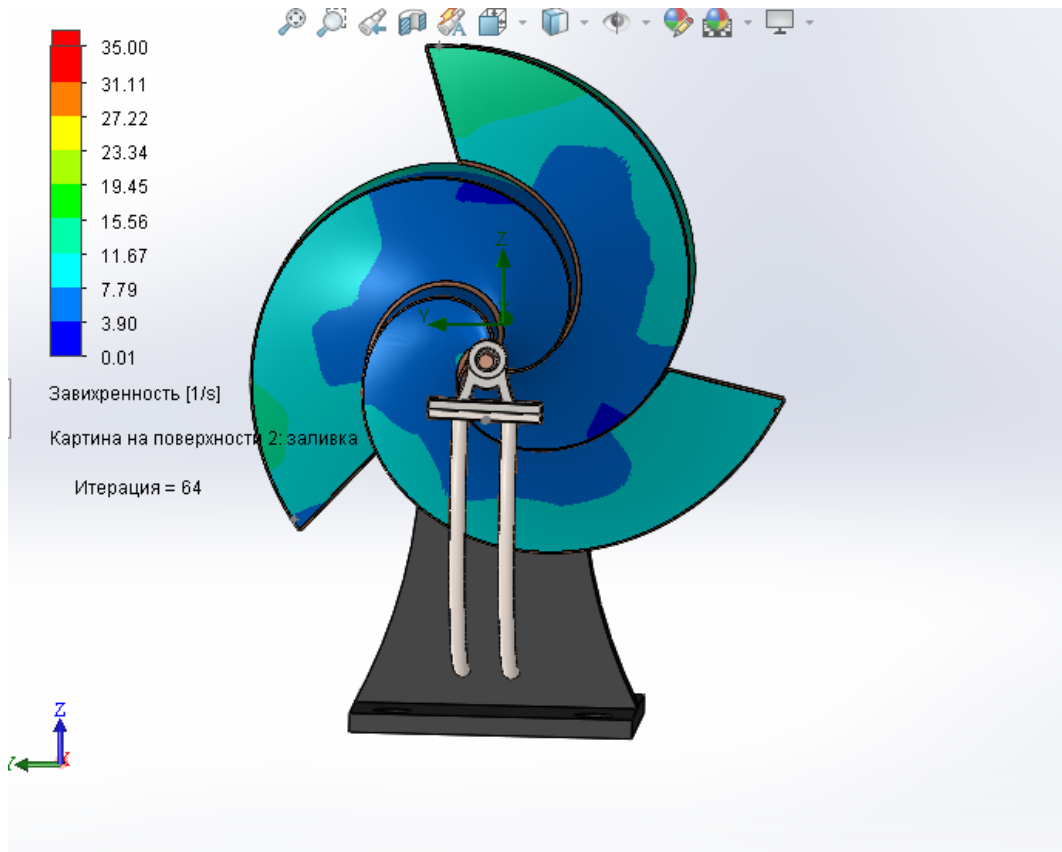 35.00
31.11
27.22
23.34
19.45
15.56
11.67
7.79
3.90
0.01
Завихренность [1/s]
Картина на поверхности 2: заливка
Итерация = 64
Z
Y
Z
X